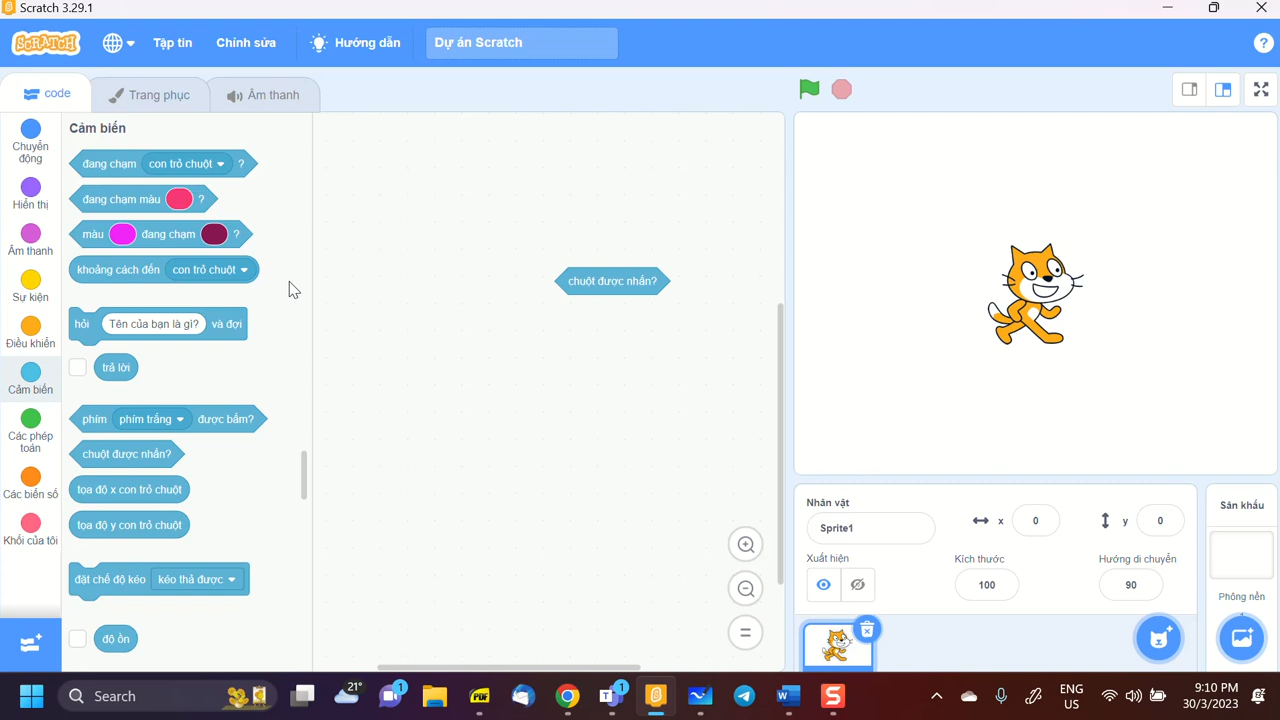 Scratch 3.29.1
SCRATCH
Tập tin
Chỉnh sửa
Hướng dẫn
Dự án Scratch
?
code
Trang phục
Âm thanh
Chuyển động
Hiển thị
Âm thanh
Sự kiện
Điều khiển
Cảm biến
Các phép toán
Các biến số
Khối của tôi
Cảm biến
đang chạm con trỏ chuột ?
đang chạm màu ?
màu đang chạm ?
khoảng cách đến con trỏ chuột
hỏi Tên của bạn là gì? và đợi
trả lời
phím phím trắng được bấm?
chuột được nhấn?
tọa độ x con trỏ chuột
tọa độ y con trỏ chuột
đặt chế độ kéo kéo thả được
độ ồn
chuột được nhấn?
Nhân vật
Sprite1
x 0
y 0
Xuất hiện
Kích thước
100
Hướng di chuyển
90
Sân khấu
Phông nền
Search
21°
1
PDF
1
W
S
ENG
US
9:10 PM
30/3/2023